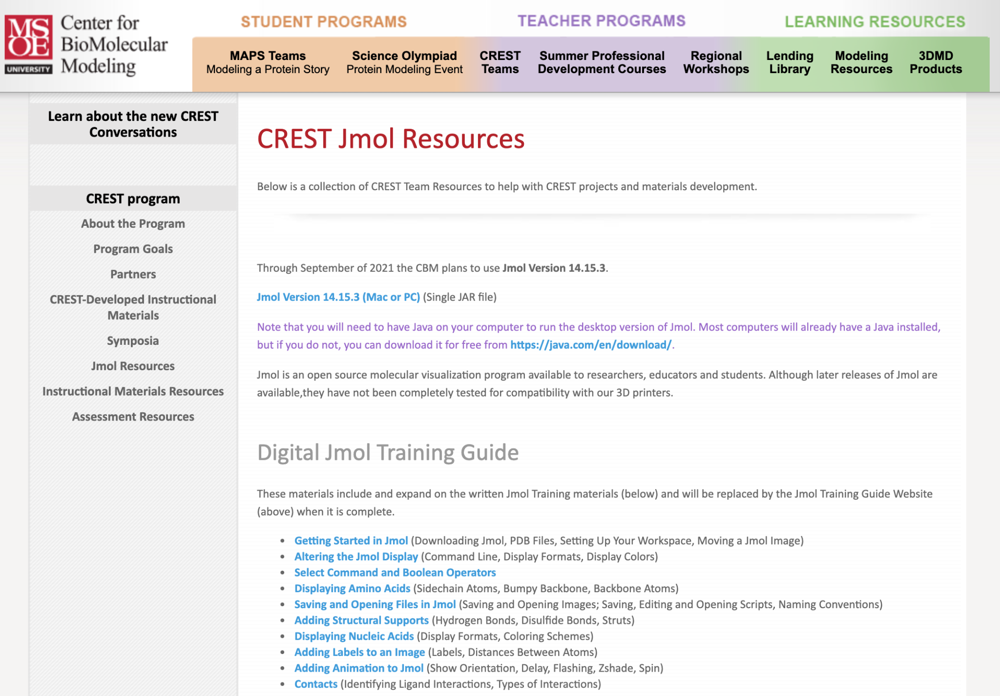 MSOE
UNIVERSITY
Center for
BioMolecular
Modeling
STUDENT PROGRAMS
TEACHER PROGRAMS
LEARNING RESOURCES
MAPS Teams
Modeling a Protein Story
Science Olympiad
Protein Modeling Event
CREST
Teams
Summer Professional
Development Courses
Regional
Workshops
Lending
Library
Modeling
Resources
3DMD
Products
Learn about the new CREST
Conversations
CREST program
About the Program
Program Goals
Partners
CREST-Developed Instructional
Materials
Symposia
Jmol Resources
Instructional Materials Resources
Assessment Resources
CREST Jmol Resources
Below is a collection of CREST Team Resources to help with CREST projects and materials development.
Through September of 2021 the CBM plans to use Jmol Version 14.15.3.
Jmol Version 14.15.3 (Mac or PC) (Single JAR file)
Note that you will need to have Java on your computer to run the desktop version of Jmol. Most computers will already have a Java installed,
but if you do not, you can download it for free from https://java.com/en/download/.
Jmol is an open source molecular visualization program available to researchers, educators and students. Although later releases of Jmol are
available,they have not been completely tested for compatibility with our 3D printers.
Digital Jmol Training Guide
These materials include and expand on the written Jmol Training materials (below) and will be replaced by the Jmol Training Guide Website
(above) when it is complete.
• Getting Started in Jmol (Downloading Jmol, PDB Files, Setting Up Your Workspace, Moving a Jmol Image)
• Altering the Jmol Display (Command Line, Display Formats, Display Colors)
• Select Command and Boolean Operators
• Displaying Amino Acids (Sidechain Atoms, Bumpy Backbone, Backbone Atoms)
• Saving and Opening Files in Jmol (Saving and Opening Images; Saving, Editing and Opening Scripts, Naming Conventions)
• Adding Structural Supports (Hydrogen Bonds, Disulfide Bonds, Struts)
• Displaying Nucleic Acids (Display Formats, Coloring Schemes)
• Adding Labels to an Image (Labels, Distances Between Atoms)
• Adding Animation to Jmol (Show Orientation, Delay, Flashing, Zshade, Spin)
• Contacts (Identifying Ligand Interactions, Types of Interactions)